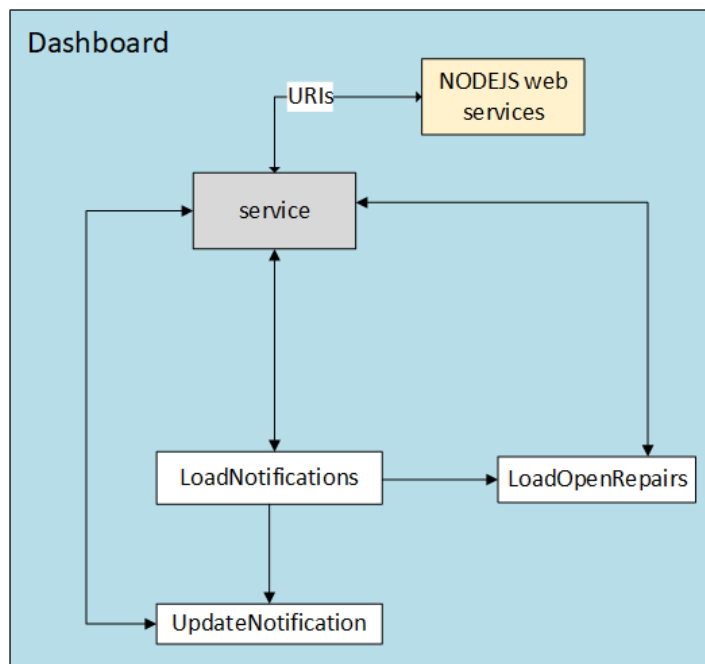 Dashboard
NODEJS web
services
URIs
service
LoadNotifications
LoadOpenRepairs
UpdateNotification